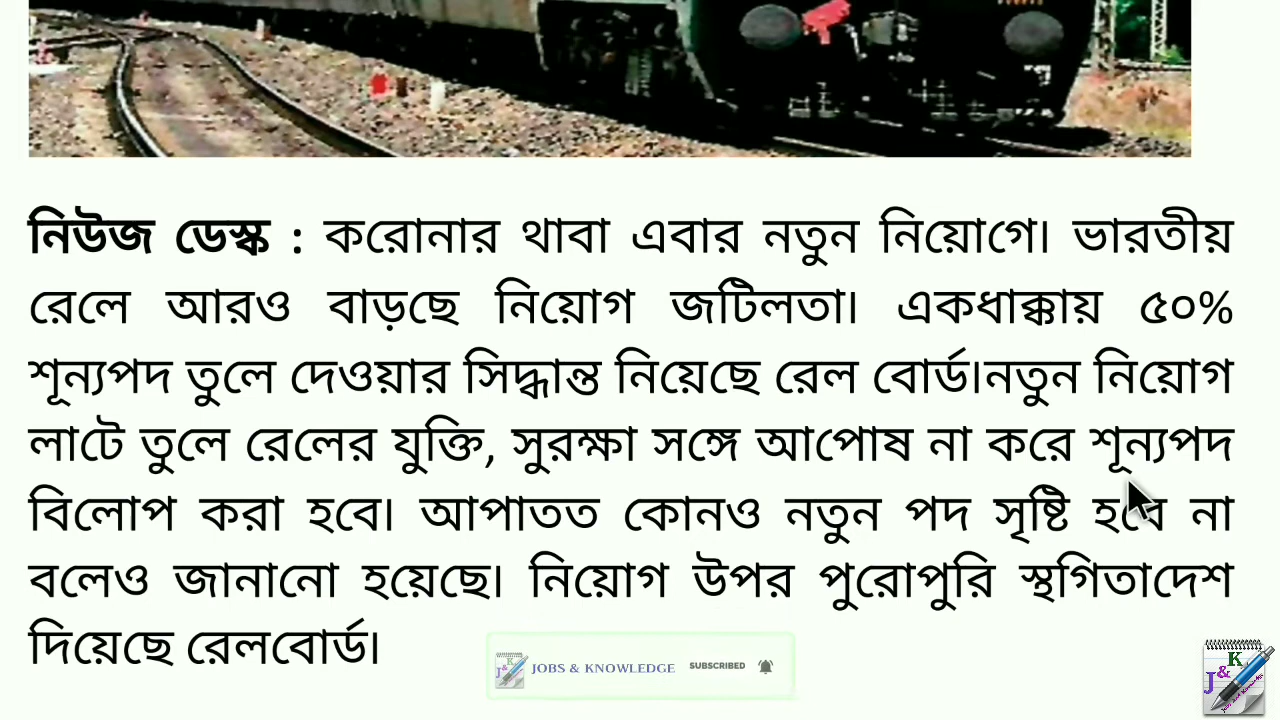 নিউজ ডেস্ক : করোনার থাবা এবার নতুন নিয়োগে। ভারতীয়
রেলে আরও বাড়ছে নিয়োগ জটিলতা। একধাক্কায় ৫০%
শূন্যপদ তুলে দেওয়ার সিদ্ধান্ত নিয়েছে রেল বোর্ড।নতুন নিয়োগ
লাটে তুলে রেলের যুক্তি, সুরক্ষা সঙ্গে আপোষ না করে শূন্যপদ
বিলোপ করা হবে। আপাতত কোনও নতুন পদ সৃষ্টি হবে না
বলেও জানানো হয়েছে। নিয়োগ উপর পুরোপুরি স্থগিতাদেশ
দিয়েছে রেলবোর্ড।
J&K JOBS & KNOWLEDGE SUBSCRIBED
J&K